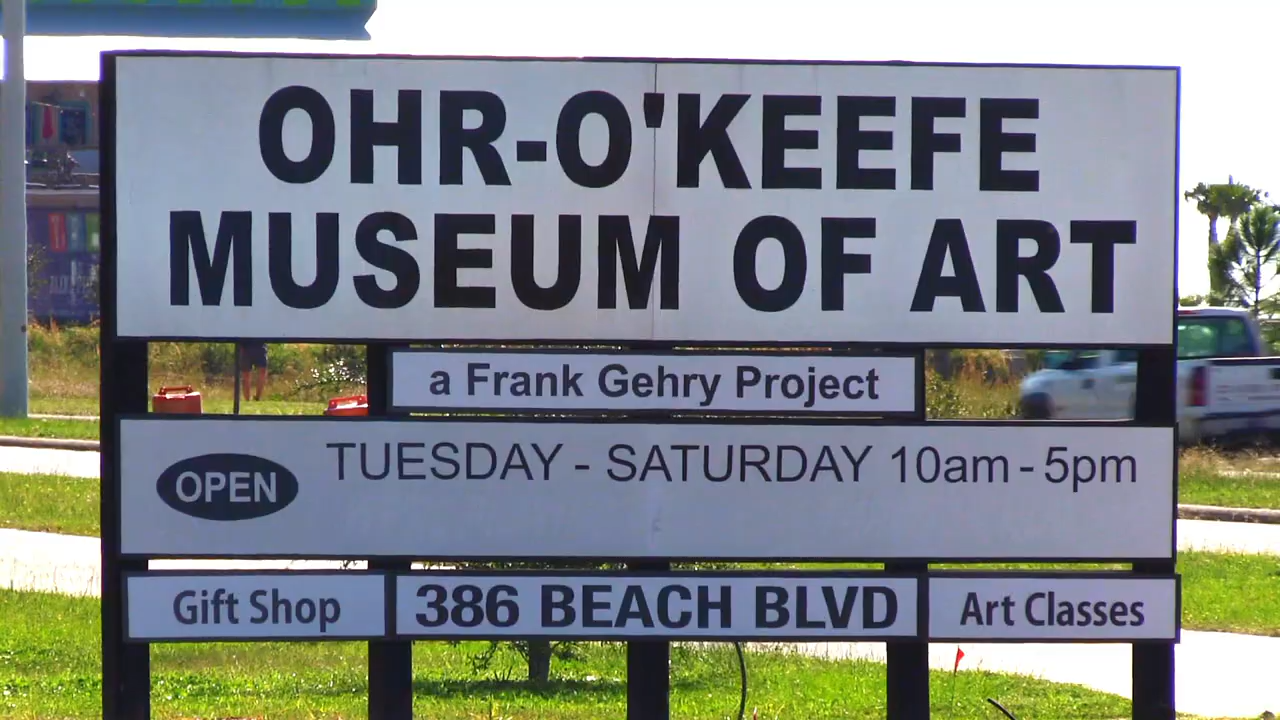 OHR-O'KEEFE
MUSEUM OF ART
a Frank Gehry Project
OPEN TUESDAY - SATURDAY 10am - 5pm
Gift Shop
386 BEACH BLVD
Art Classes